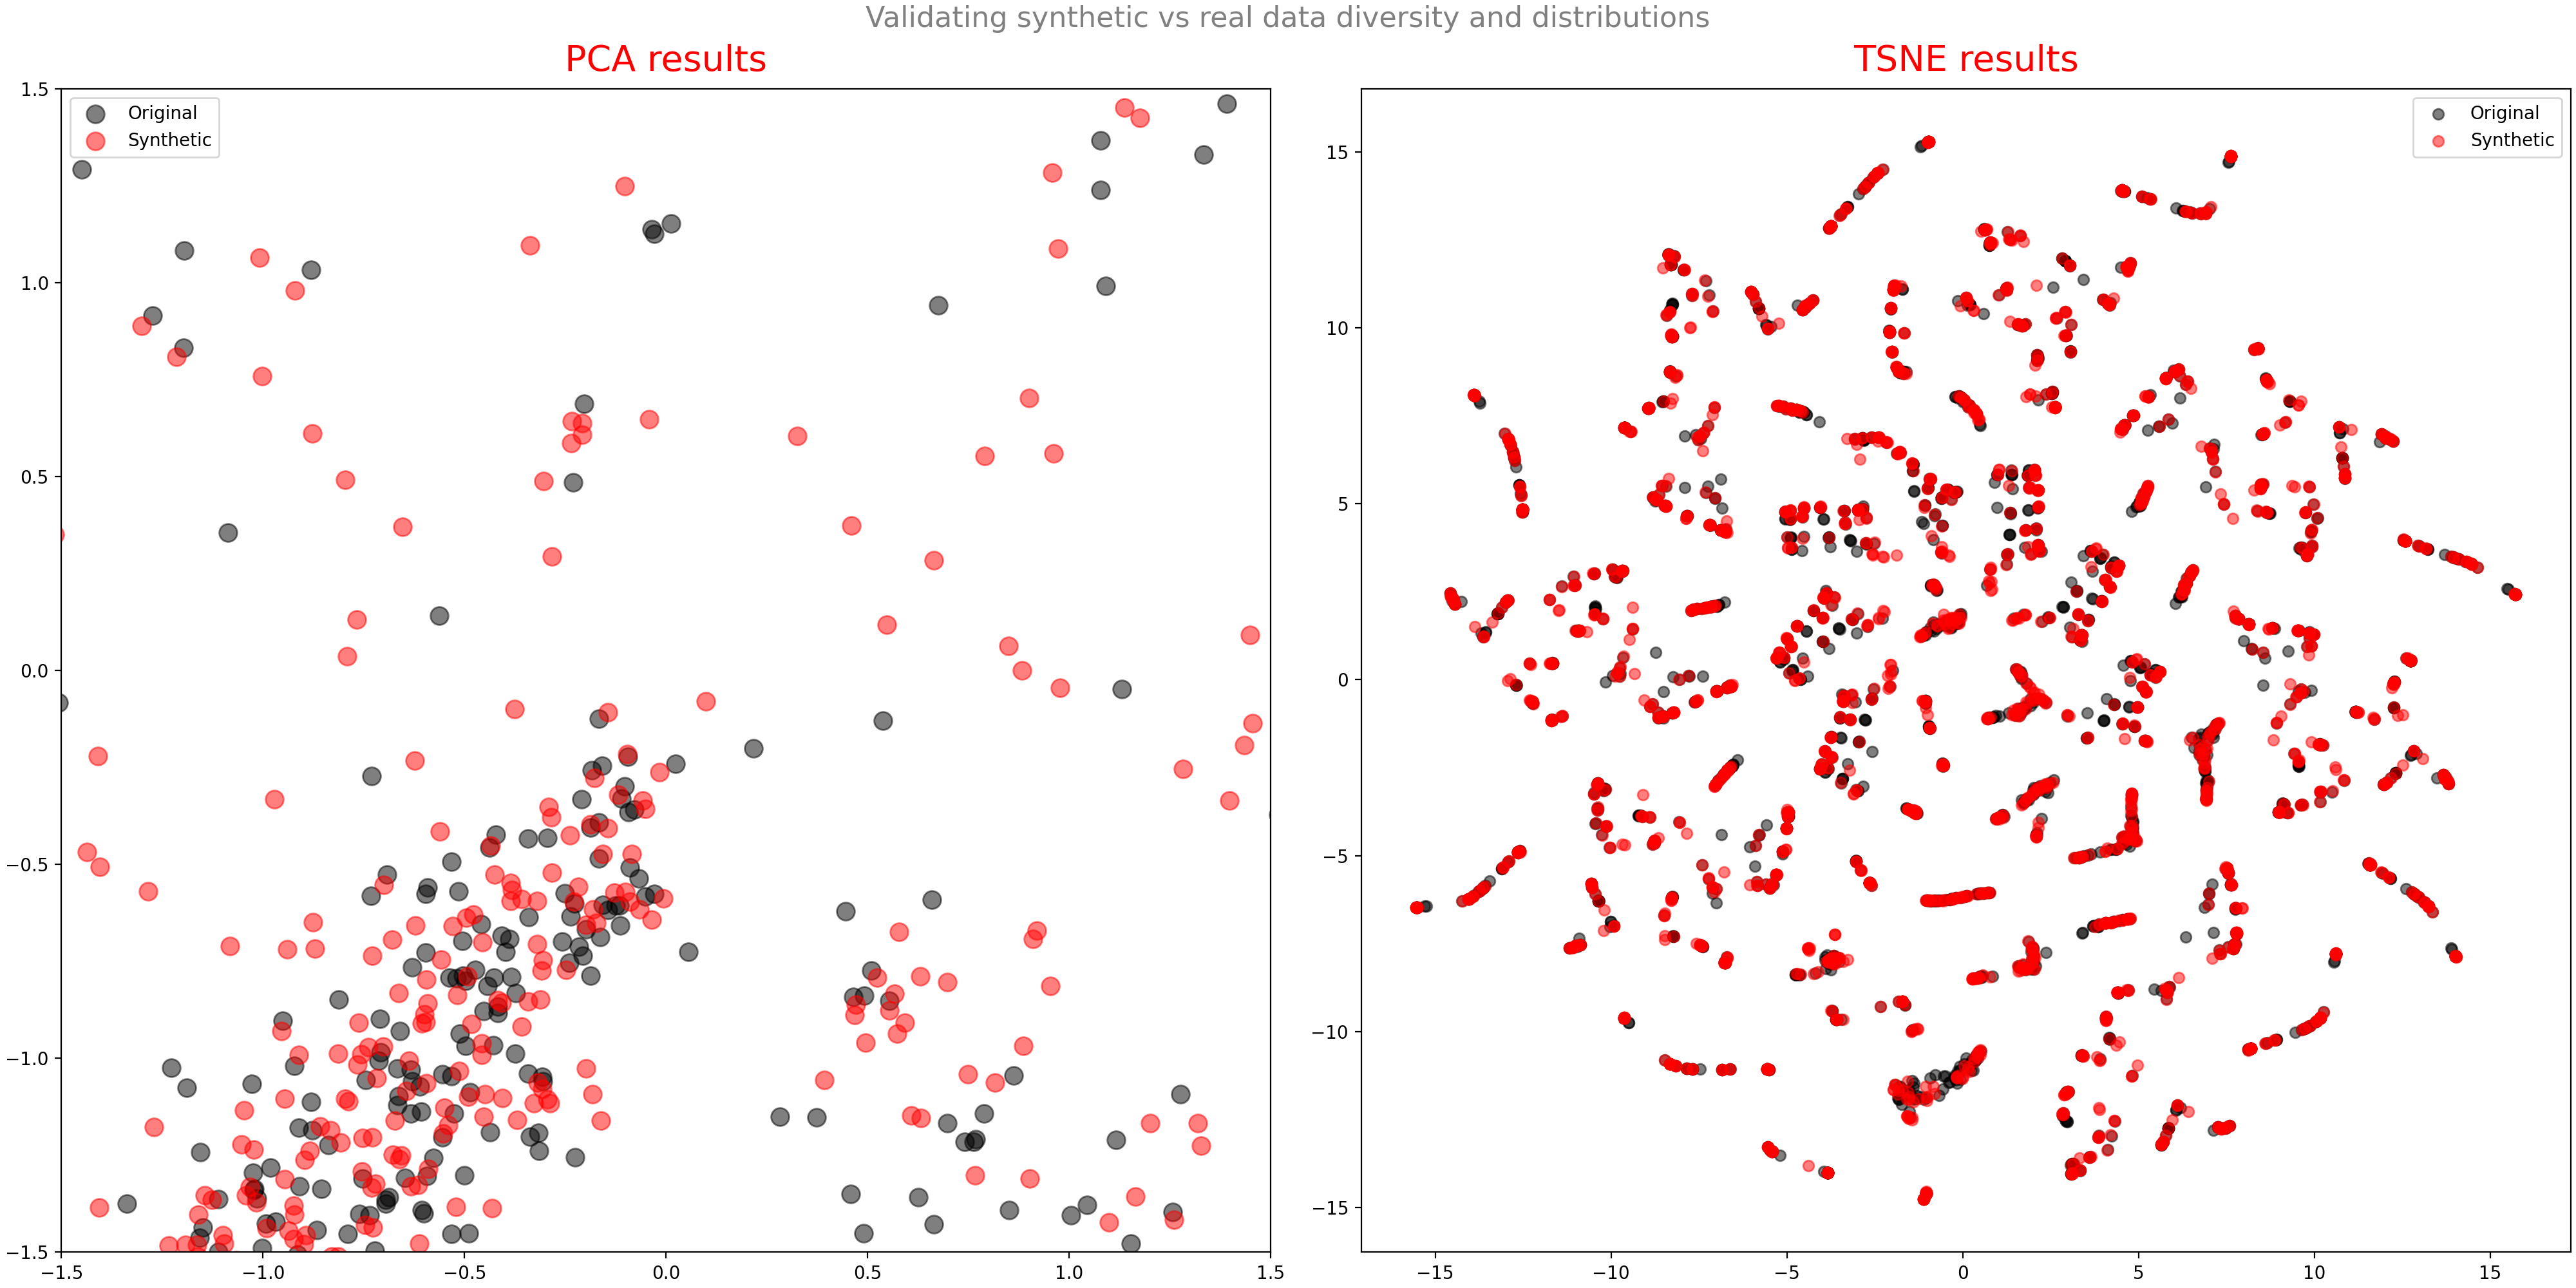 Validating synthetic vs real data diversity and distributions
PCA results
TSNE results
Original
Synthetic
1.5
1.0
0.5
0.0
−0.5
−1.0
−1.5
−1.5 −1.0 −0.5 0.0 0.5 1.0 1.5
Original
Synthetic
15
10
5
0
−5
−10
−15
−15 −10 −5 0 5 10 15